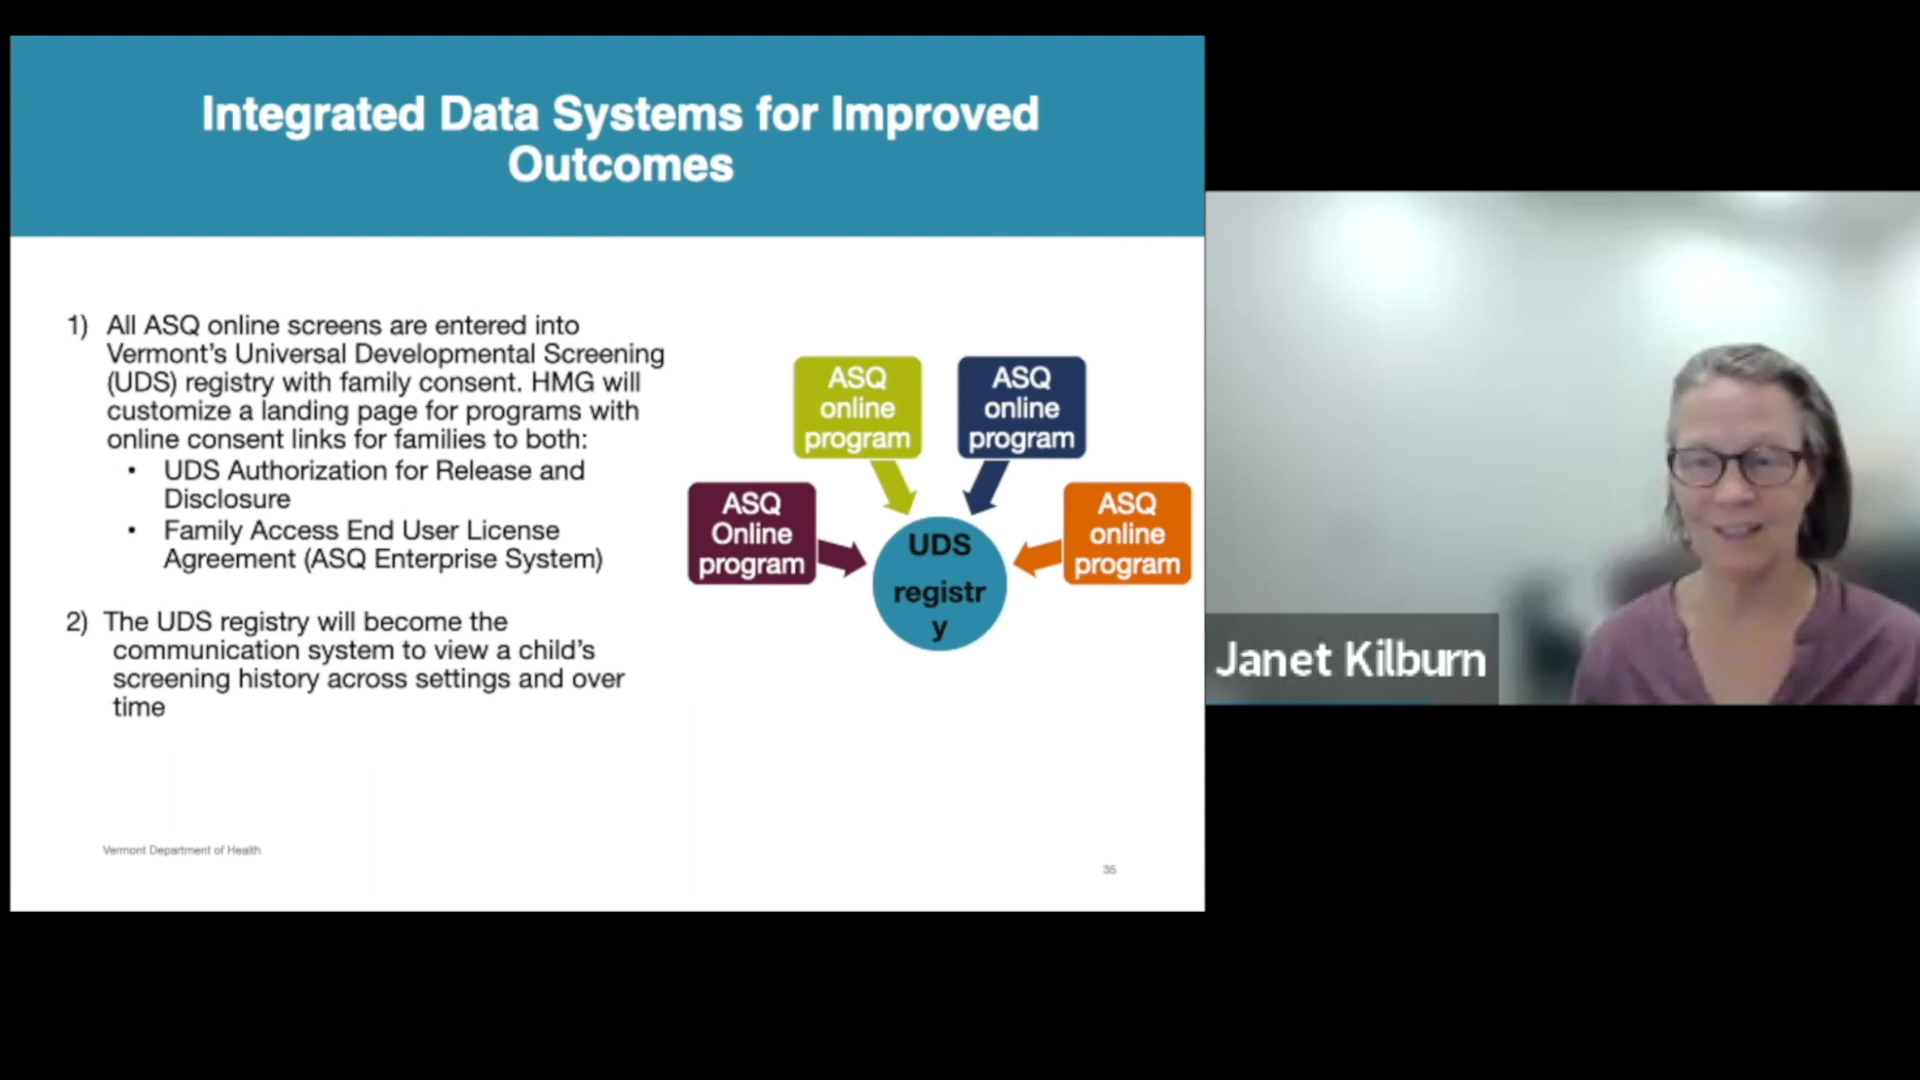 Integrated Data Systems for Improved
Outcomes
1) All ASQ online screens are entered into
Vermont’s Universal Developmental Screening
(UDS) registry with family consent. HMG will
customize a landing page for programs with
online consent links for families to both:
• UDS Authorization for Release and
Disclosure
• Family Access End User License
Agreement (ASQ Enterprise System)
2) The UDS registry will become the
communication system to view a child’s
screening history across settings and over
time
ASQ
online
program
ASQ
online
program
ASQ
Online
program
ASQ
online
program
UDS
registr
y
Vermont Department of Health
35
Janet Kilburn